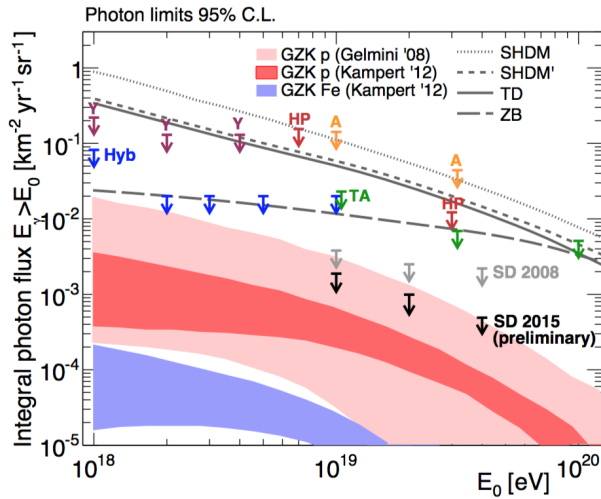 Photon limits 95% C.L.
Integral photon flux E_γ>E_0 [km^-2 yr^-1 sr^-1]
GZK p (Gelmini '08)
GZK p (Kampert '12)
GZK Fe (Kampert '12)
SHDM
SHDM'
TD
ZB
1
10^-1
10^-2
10^-3
10^-4
10^-5
Y
Y
Y
HP
A
A
Hyb
TA
HP
SD 2008
SD 2015
(preliminary)
10^18
10^19
10^20
E_0 [eV]